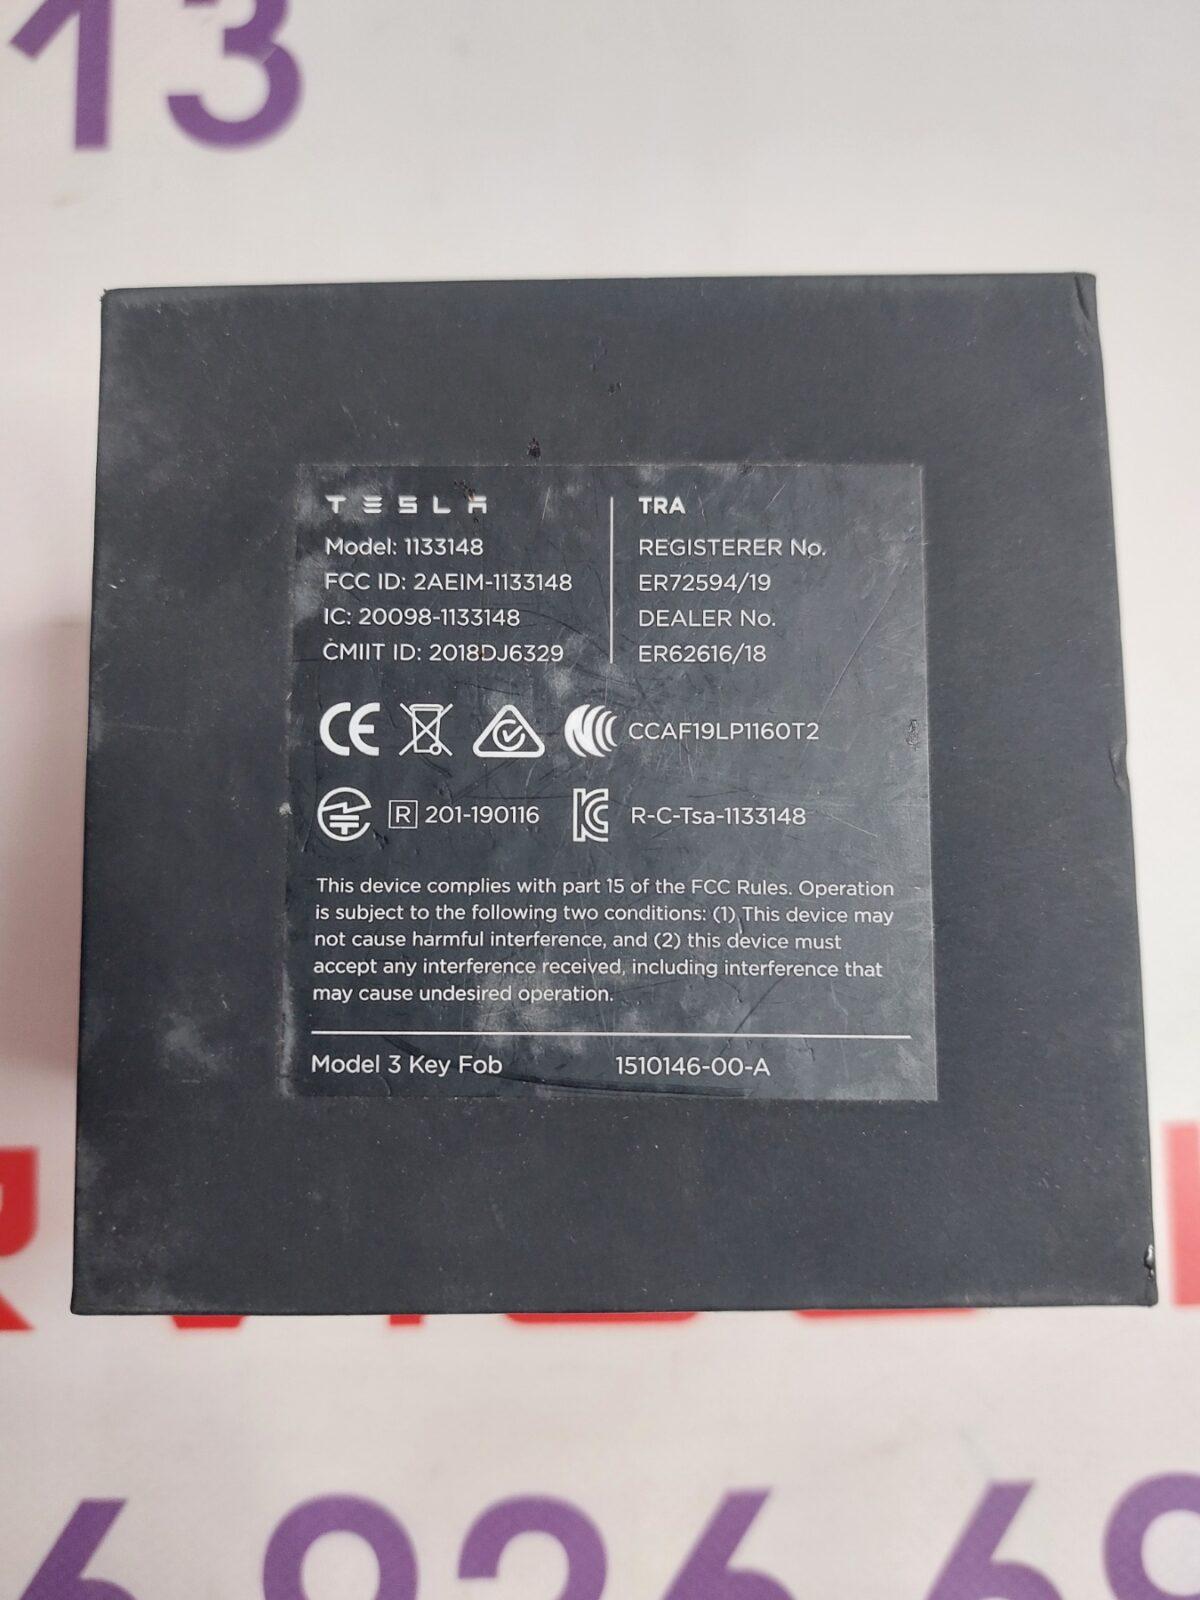 13
TESLA
Model: 1133148
FCC ID: 2AEIM-1133148
IC: 20098-1133148
CMIIT ID: 2018DJ6329
TRA
REGISTERER No.
ER72594/19
DEALER No.
ER62616/18
CE
CCAF19LP1160T2
R 201-190116
R-C-Tsa-1133148
This device complies with part 15 of the FCC Rules. Operation
is subject to the following two conditions: (1) This device may
not cause harmful interference, and (2) this device must
accept any interference received, including interference that
may cause undesired operation.
Model 3 Key Fob
1510146-00-A
6 926 69